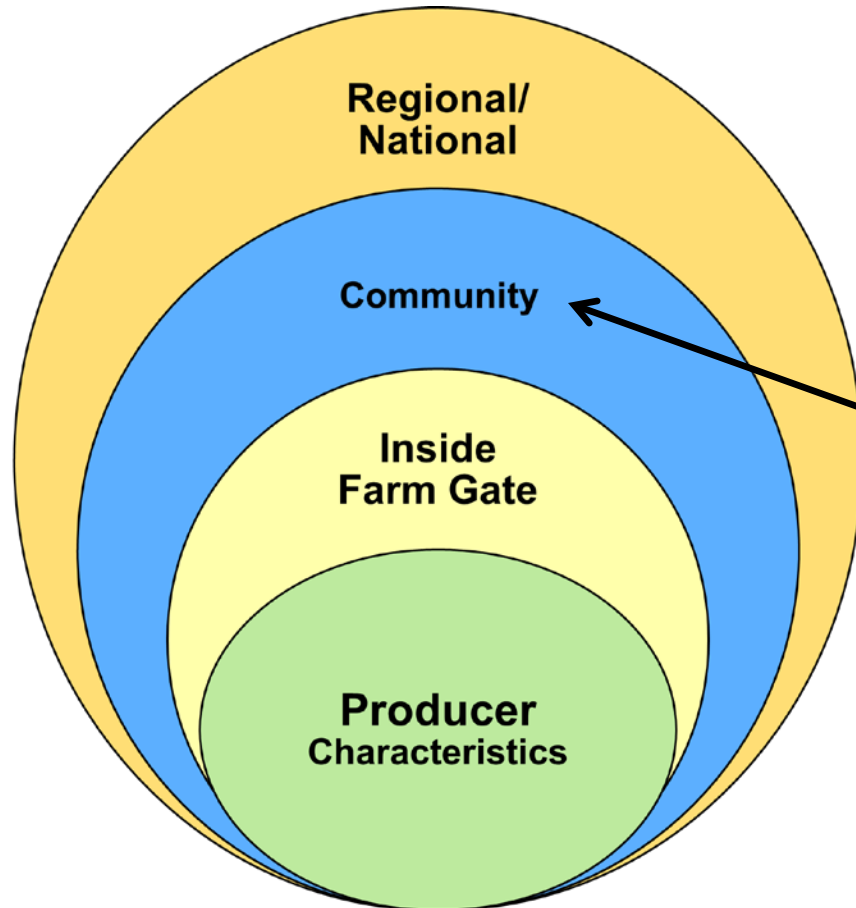 Regional/
National
Community
Inside
Farm Gate
Producer
Characteristics